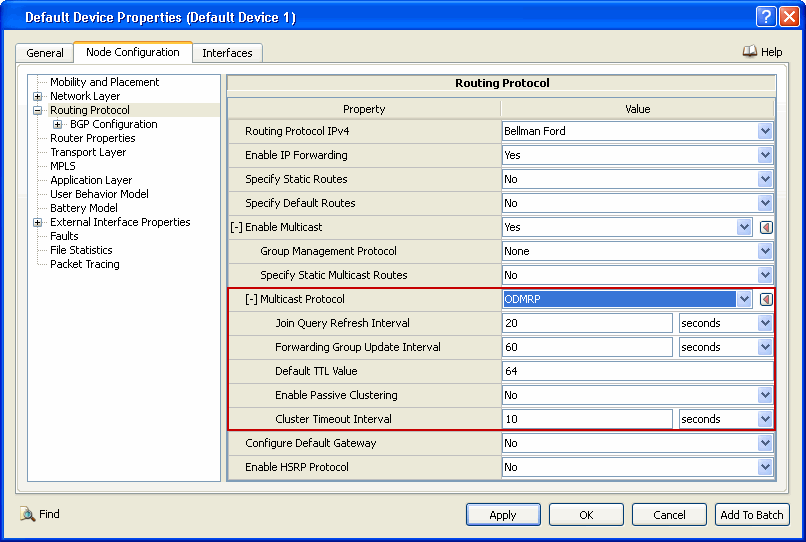 Default Device Properties (Default Device 1)
General Node Configuration Interfaces Help
Mobility and Placement
Network Layer
Routing Protocol
BGP Configuration
Router Properties
Transport Layer
MPLS
Application Layer
User Behavior Model
Battery Model
External Interface Properties
Faults
File Statistics
Packet Tracing
Routing Protocol
Property Value
Routing Protocol IPv4 Bellman Ford
Enable IP Forwarding Yes
Specify Static Routes No
Specify Default Routes No
[-] Enable Multicast Yes
Group Management Protocol None
Specify Static Multicast Routes No
[-] Multicast Protocol ODMRP
Join Query Refresh Interval 20 seconds
Forwarding Group Update Interval 60 seconds
Default TTL Value 64
Enable Passive Clustering No
Cluster Timeout Interval 10 seconds
Configure Default Gateway No
Enable HSRP Protocol No
Find Apply OK Cancel Add To Batch